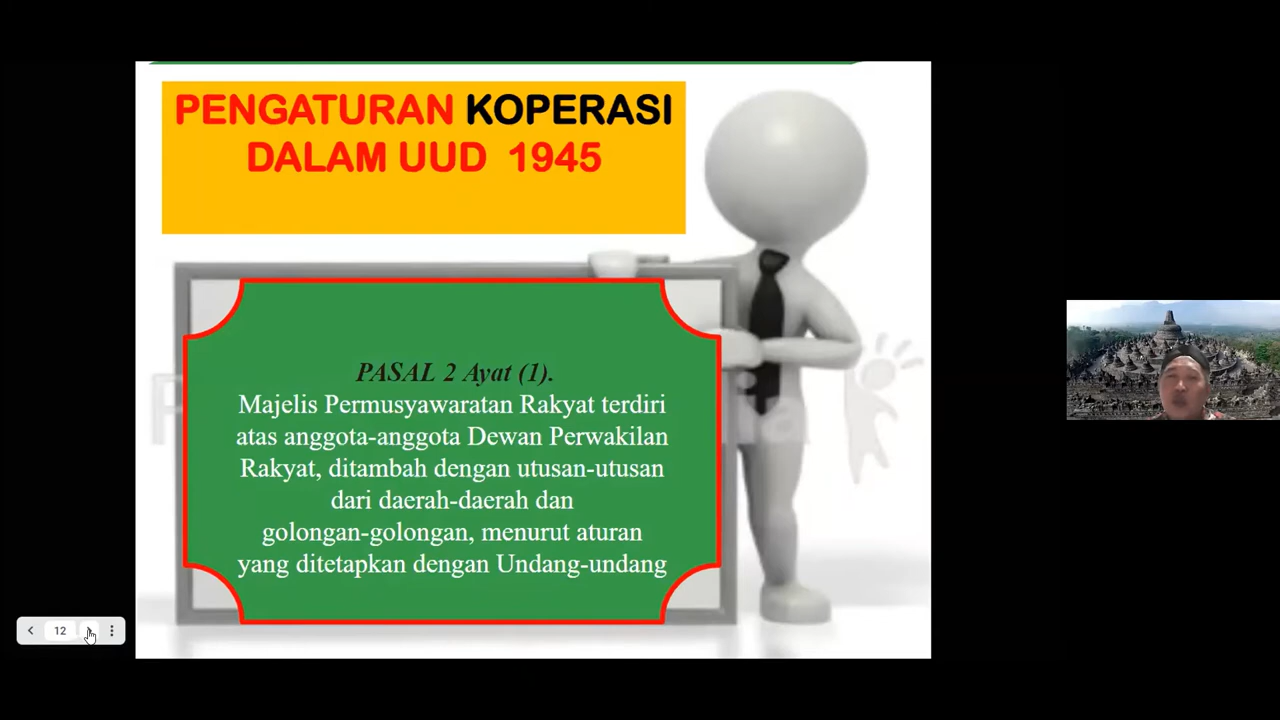 PENGATURAN KOPERASI
DALAM UUD 1945
PASAL 2 Ayat (1).
Majelis Permusyawaratan Rakyat terdiri
atas anggota-anggota Dewan Perwakilan
Rakyat, ditambah dengan utusan-utusan
dari daerah-daerah dan
golongan-golongan, menurut aturan
yang ditetapkan dengan Undang-undang
12